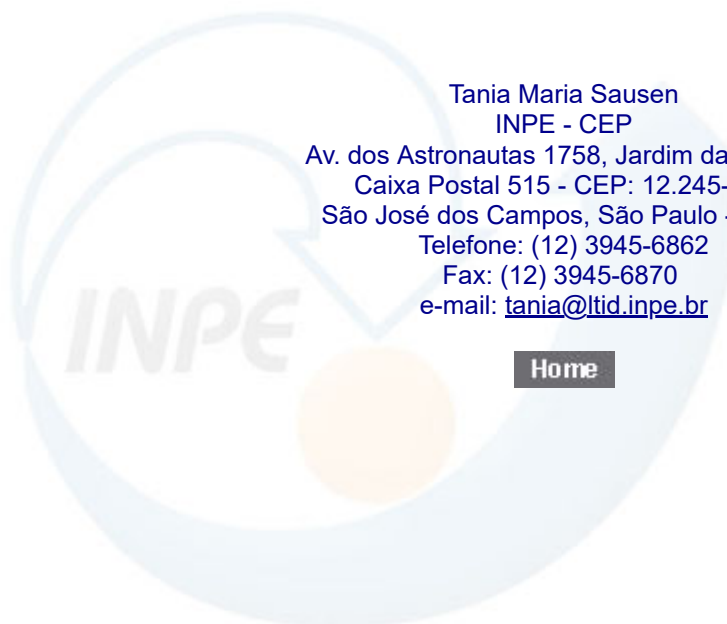 Tania Maria Sausen
INPE - CEP
Av. dos Astronautas 1758, Jardim da
Caixa Postal 515 - CEP: 12.245-
São José dos Campos, São Paulo -
Telefone: (12) 3945-6862
Fax: (12) 3945-6870
e-mail: tania@ltid.inpe.br
INPE
Home